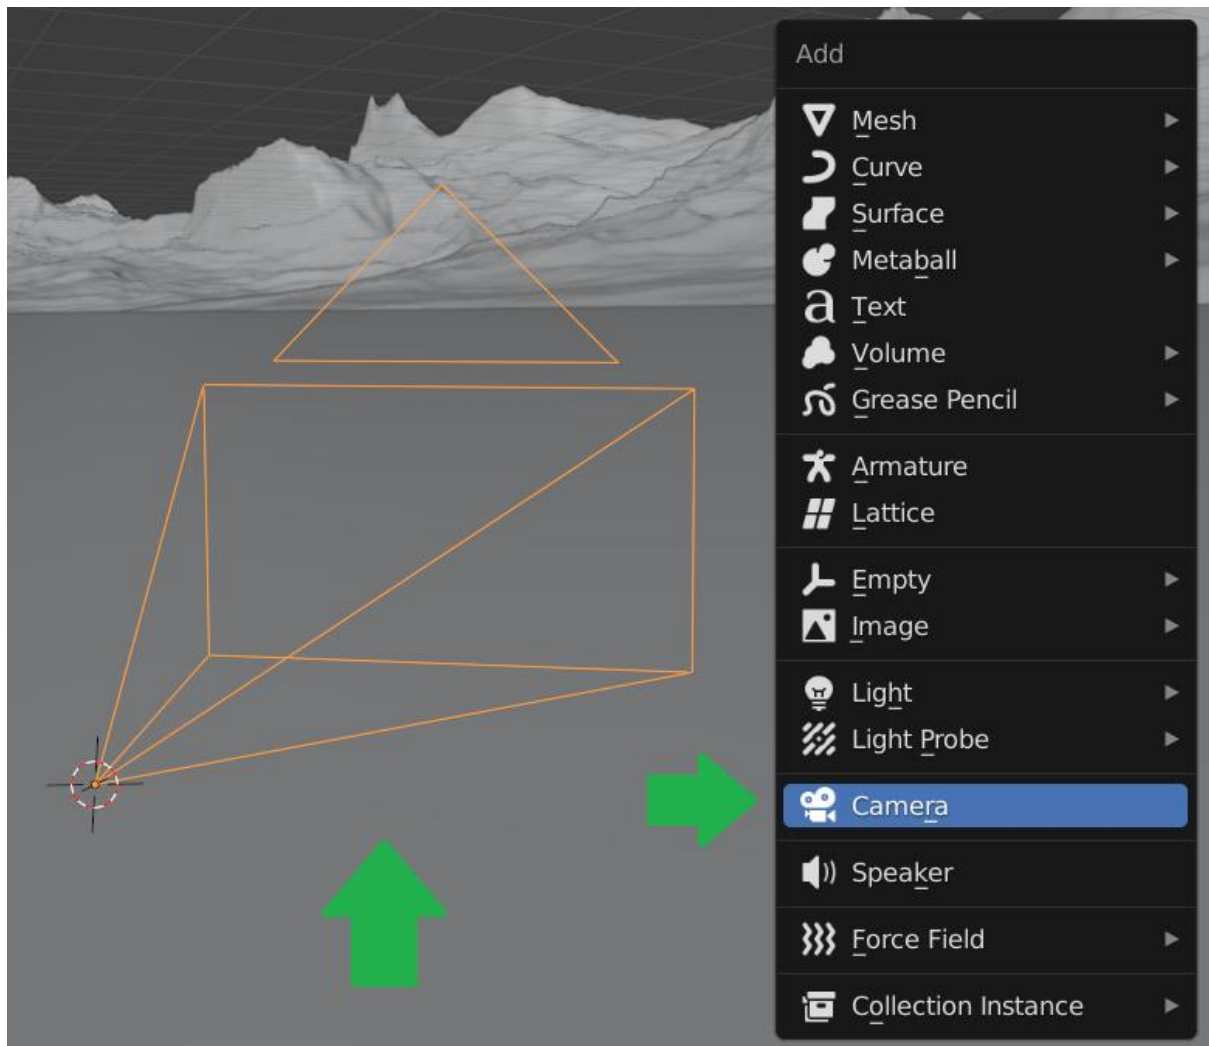 Add
Mesh
Curve
Surface
Metaball
Text
Volume
Grease Pencil
Armature
Lattice
Empty
Image
Light
Light Probe
Camera
Speaker
Force Field
Collection Instance